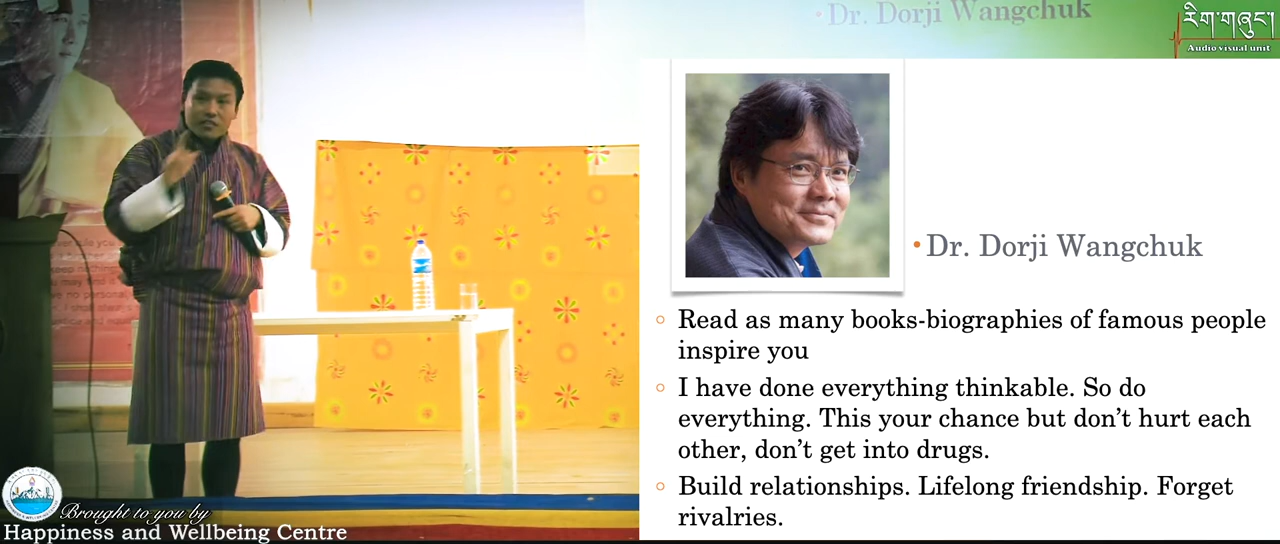 Dr. Dorji Wangchuk
རིག་གཞུང་།
Audio visual unit
Dr. Dorji Wangchuk
Read as many books-biographies of famous people
inspire you
I have done everything thinkable. So do
everything. This your chance but don’t hurt each
other, don’t get into drugs.
Build relationships. Lifelong friendship. Forget
rivalries.
Brought to you by
Happiness and Wellbeing Centre